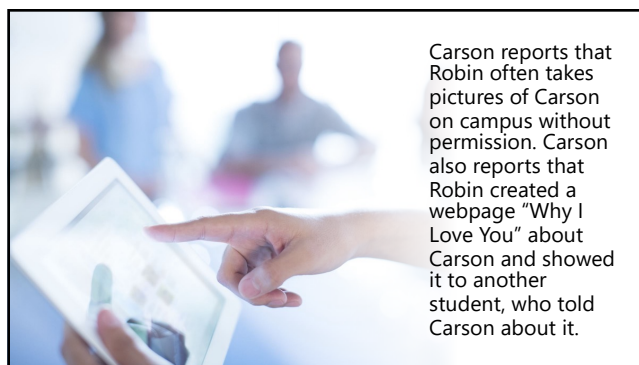 Carson reports that
Robin often takes
pictures of Carson
on campus without
permission. Carson
also reports that
Robin created a
webpage “Why I
Love You” about
Carson and showed
it to another
student, who told
Carson about it.